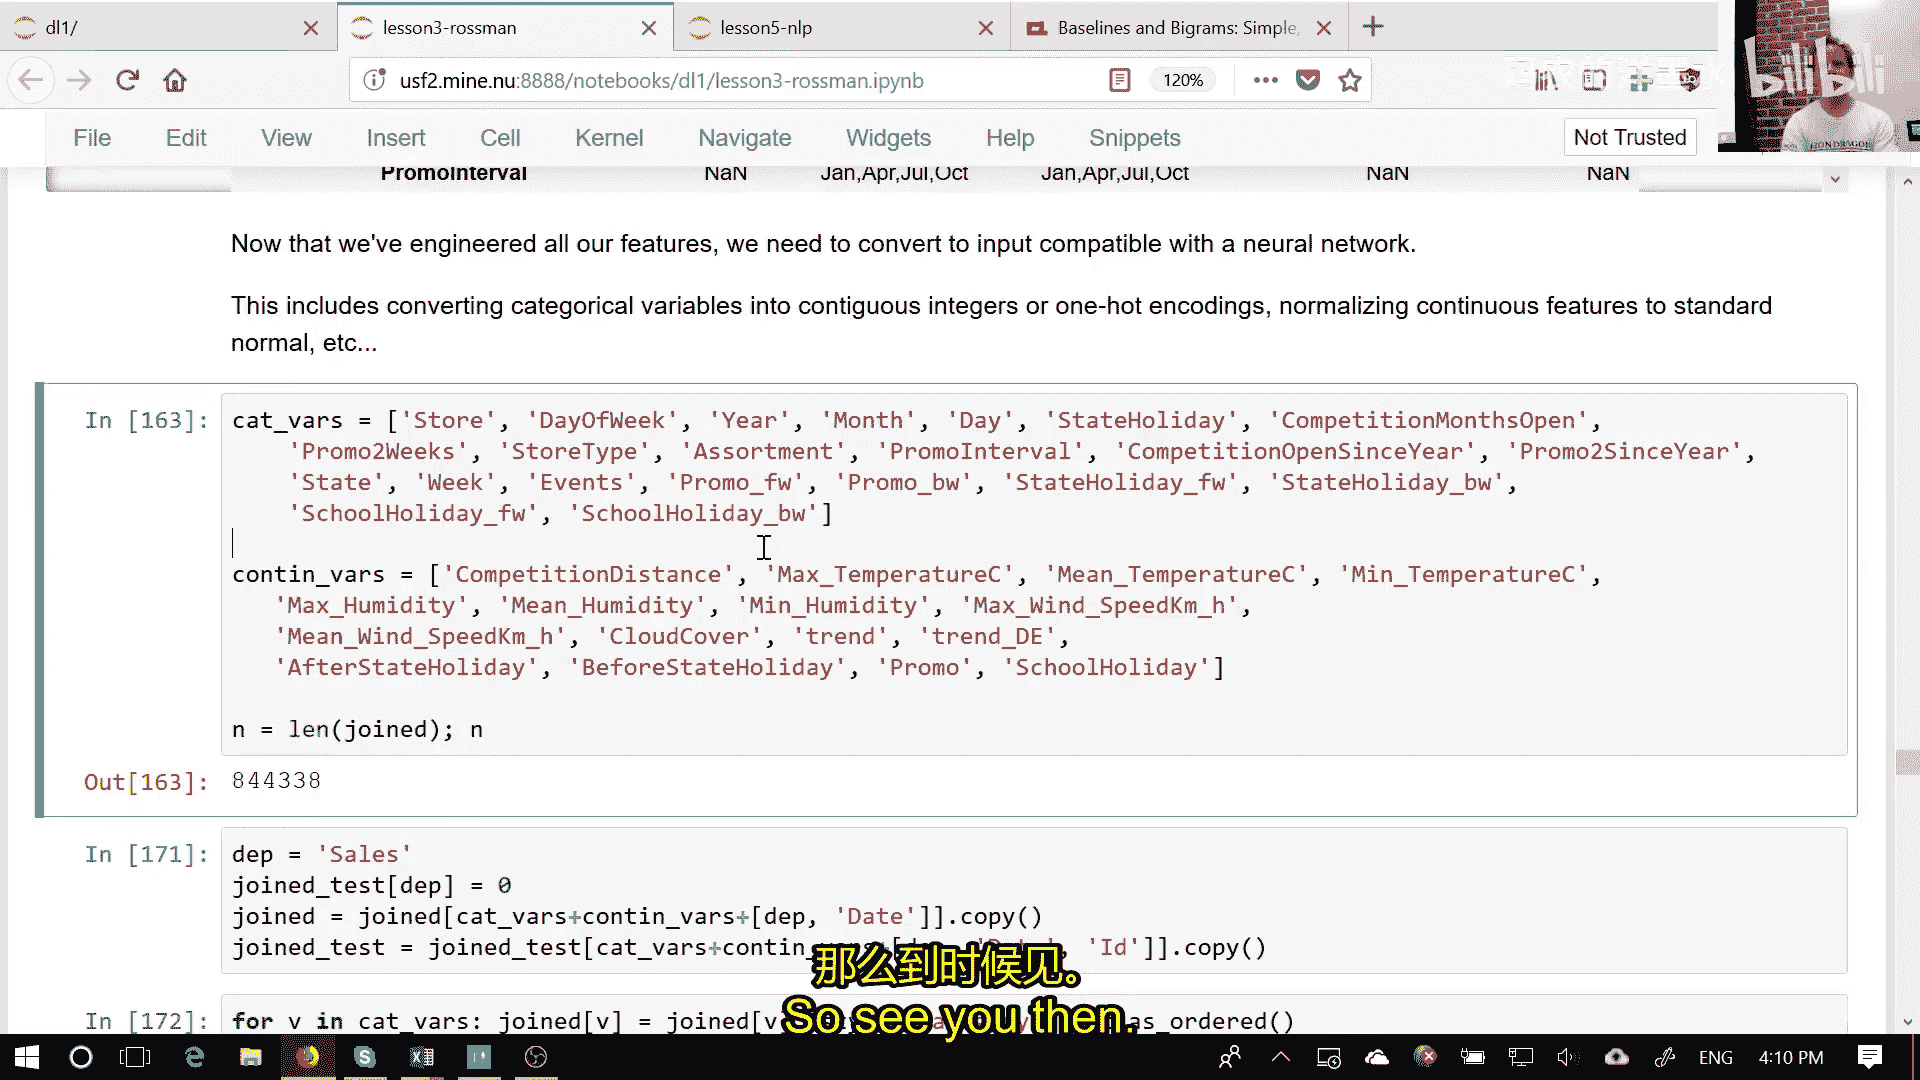 dl1/
lesson3-rossman
lesson5-nlp
Baselines and Bigrams: Simple,
usf2.mine.nu:8888/notebooks/dl1/lesson3-rossman.ipynb
120%
bilibili
File Edit View Insert Cell Kernel Navigate Widgets Help Snippets
Not Trusted
PromoInterval NaN Jan,Apr,Jul,Oct Jan,Apr,Jul,Oct NaN NaN
Now that we've engineered all our features, we need to convert to input compatible with a neural network.
This includes converting categorical variables into contiguous integers or one-hot encodings, normalizing continuous features to standard
normal, etc...
In [163]: cat_vars = ['Store', 'DayOfWeek', 'Year', 'Month', 'Day', 'StateHoliday', 'CompetitionMonthsOpen',
'Promo2Weeks', 'StoreType', 'Assortment', 'PromoInterval', 'CompetitionOpenSinceYear', 'Promo2SinceYear',
'State', 'Week', 'Events', 'Promo_fw', 'Promo_bw', 'StateHoliday_fw', 'StateHoliday_bw',
'SchoolHoliday_fw', 'SchoolHoliday_bw']
contin_vars = ['CompetitionDistance', 'Max_TemperatureC', 'Mean_TemperatureC', 'Min_TemperatureC',
'Max_Humidity', 'Mean_Humidity', 'Min_Humidity', 'Max_Wind_SpeedKm_h',
'Mean_Wind_SpeedKm_h', 'CloudCover', 'trend', 'trend_DE',
'AfterStateHoliday', 'BeforeStateHoliday', 'Promo', 'SchoolHoliday']
n = len(joined); n
Out[163]: 844338
In [171]: dep = 'Sales'
joined_test[dep] = 0
joined = joined[cat_vars+contin_vars+[dep, 'Date']].copy()
joined_test = joined_test[cat_vars+contin 'Id']].copy()
那么到时候见。
So see you then.
In [172]: for v in cat_vars: joined[v] = joined[v as_ordered()
ENG 4:10 PM